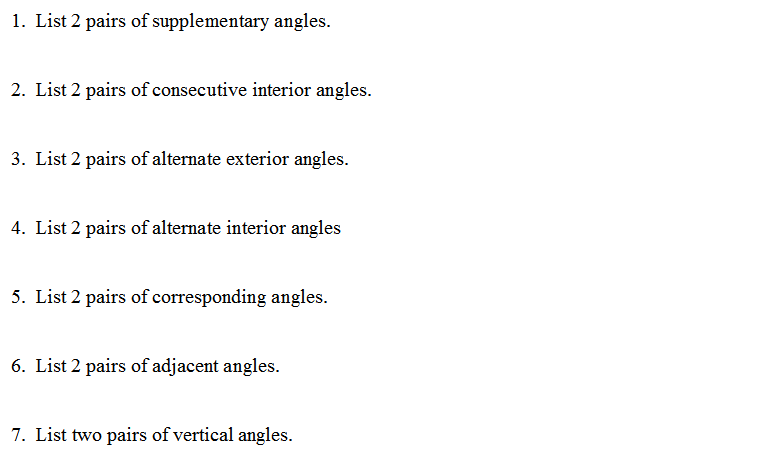 1. List 2 pairs of supplementary angles.
2. List 2 pairs of consecutive interior angles.
3. List 2 pairs of alternate exterior angles.
4. List 2 pairs of alternate interior angles
5. List 2 pairs of corresponding angles.
6. List 2 pairs of adjacent angles.
7. List two pairs of vertical angles.